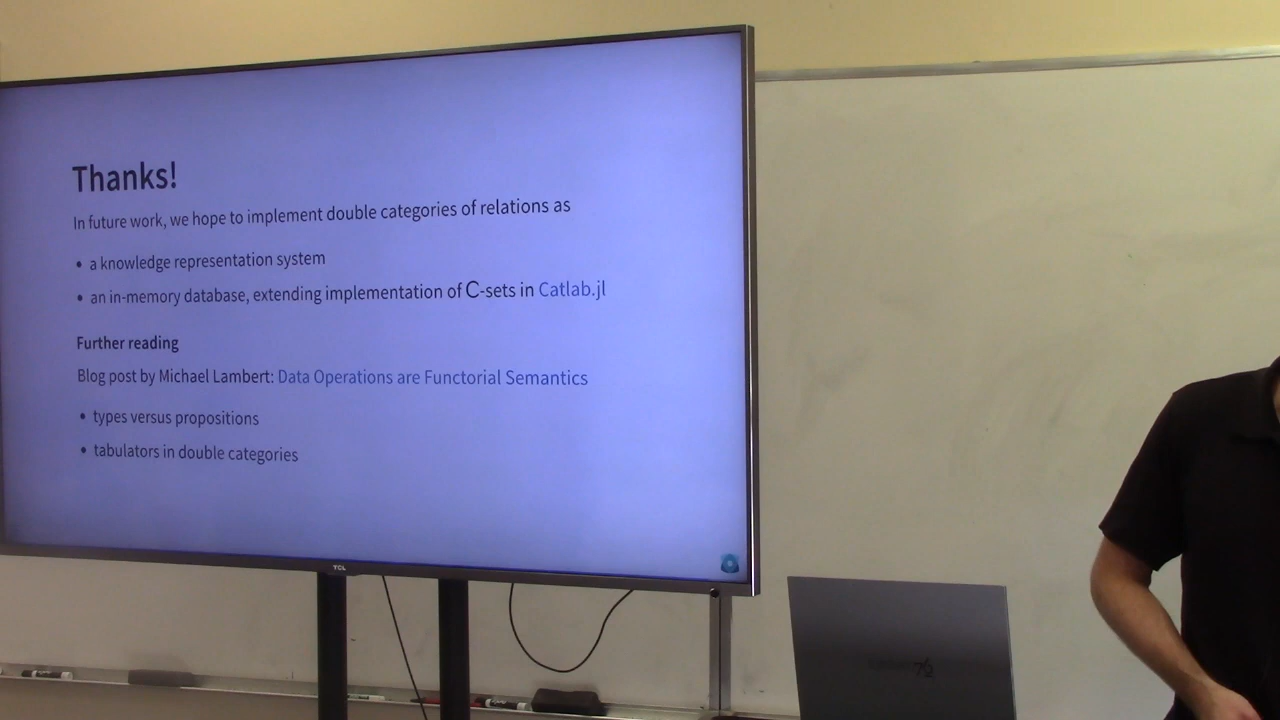 Thanks!
In future work, we hope to implement double categories of relations as
• a knowledge representation system
• an in-memory database, extending implementation of C-sets in Catlab.jl
Further reading
Blog post by Michael Lambert: Data Operations are Functorial Semantics
• types versus propositions
• tabulators in double categories
TCL
76